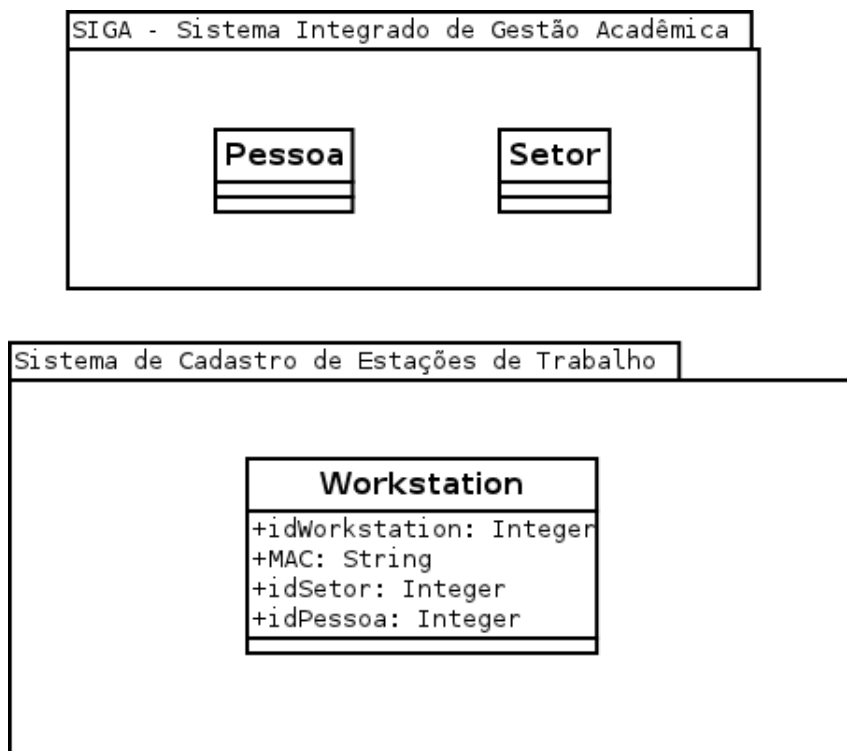 SIGA - Sistema Integrado de Gestão Acadêmica
Pessoa
Setor
Sistema de Cadastro de Estações de Trabalho
Workstation
+idWorkstation: Integer
+MAC: String
+idSetor: Integer
+idPessoa: Integer